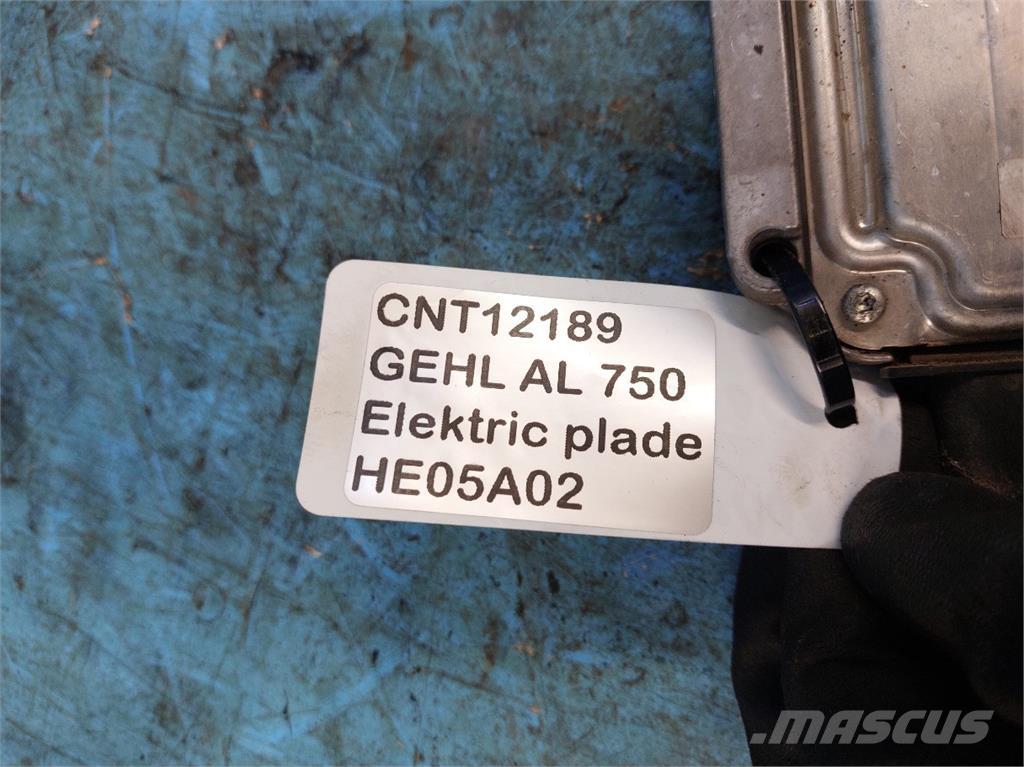 CNT12189
GEHL AL 750
Elektric plade
HE05A02
MASCUS